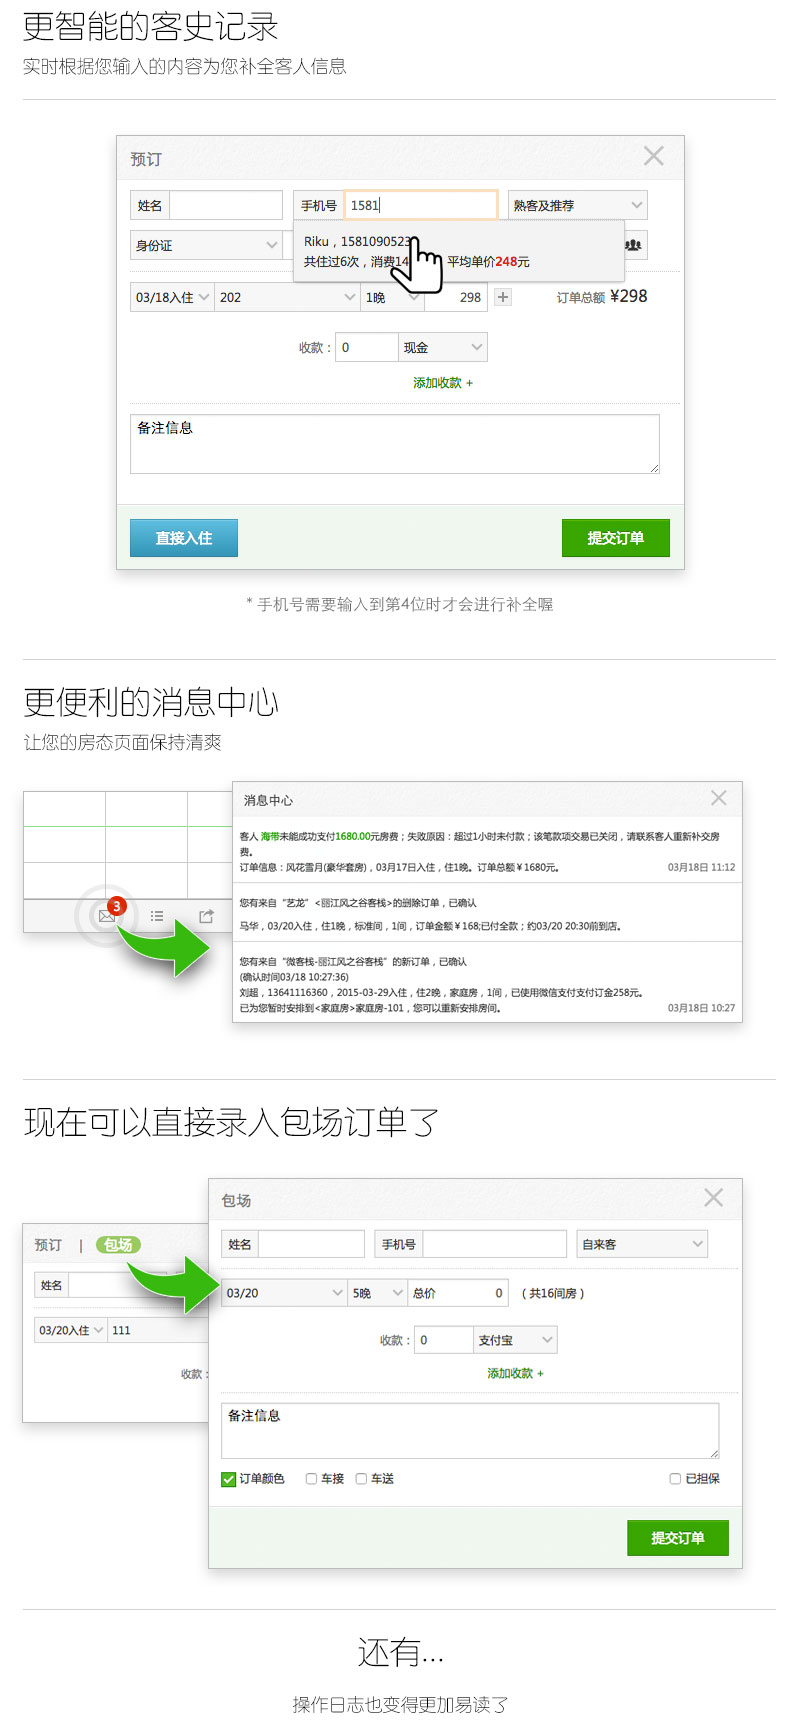 更智能的客史记录
实时根据您输入的内容为您补全客人信息
预订
姓名 手机号 1581 熟客及推荐
身份证
Riku，1581090523
共住过6次，消费14 平均单价248元
03/18入住 202 1晚 298 + 订单总额 ¥298
收款： 0 现金
添加收款 +
备注信息
直接入住 提交订单
* 手机号需要输入到第4位时才会进行补全喔
更便利的消息中心
让您的房态页面保持清爽
3
消息中心
客人 海带未能成功支付1680.00元房费；失败原因：超过1小时未付款；该笔款项交易已关闭，请联系客人重新补交房
费。
订单信息：风花雪月(豪华套房)，03月17日入住，住1晚。订单总额￥1680元。 03月18日 11:12
您有来自“艺龙”<丽江风之谷客栈>的删除订单，已确认
马华，03/20入住，住1晚，标准间，1间，订单金额￥168;已付全款；约03/20 20:30前到店。
您有来自“微客栈-丽江风之谷客栈”的新订单，已确认
(确认时间03/18 10:27:36)
刘超，13641116360，2015-03-29入住，住2晚，家庭房，1间，已使用微信支付支付订金258元。
已为您暂时安排到<家庭房>家庭房-101，您可以重新安排房间。 03月18日 10:27
现在可以直接录入包场订单了
预订 | 包场
姓名
03/20入住 111
收款：
包场
姓名 手机号 自来客
03/20 5晚 总价 0 （共16间房）
收款： 0 支付宝
添加收款 +
备注信息
订单颜色 车接 车送 已担保
提交订单
还有...
操作日志也变得更加易读了